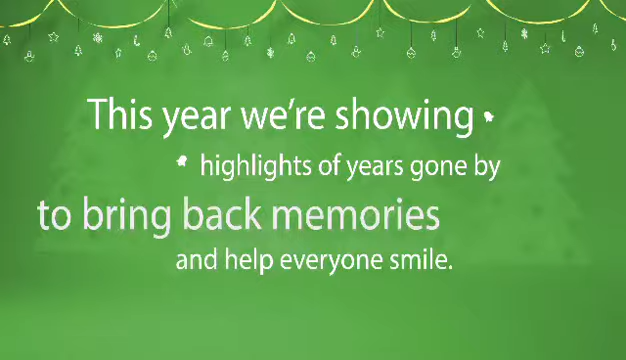 This year we're showing
highlights of years gone by
to bring back memories
and help everyone smile.